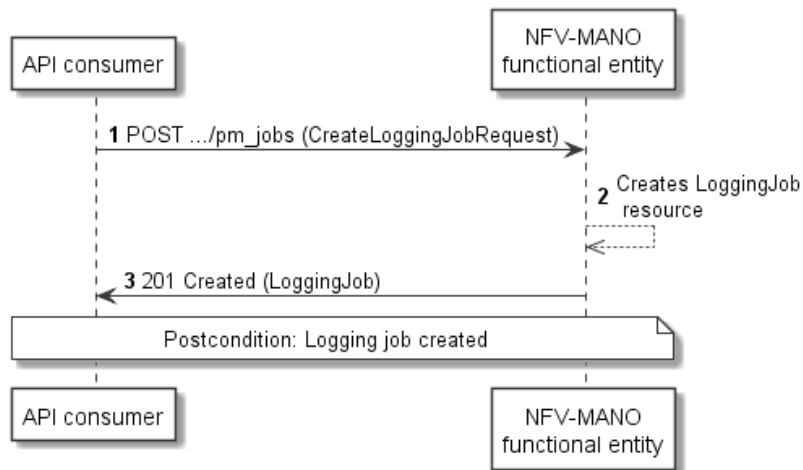 API consumer
NFV-MANO
functional entity
1 POST .../pm_jobs (CreateLoggingJobRequest)
2 Creates LoggingJob
resource
3 201 Created (LoggingJob)
Postcondition: Logging job created
API consumer
NFV-MANO
functional entity